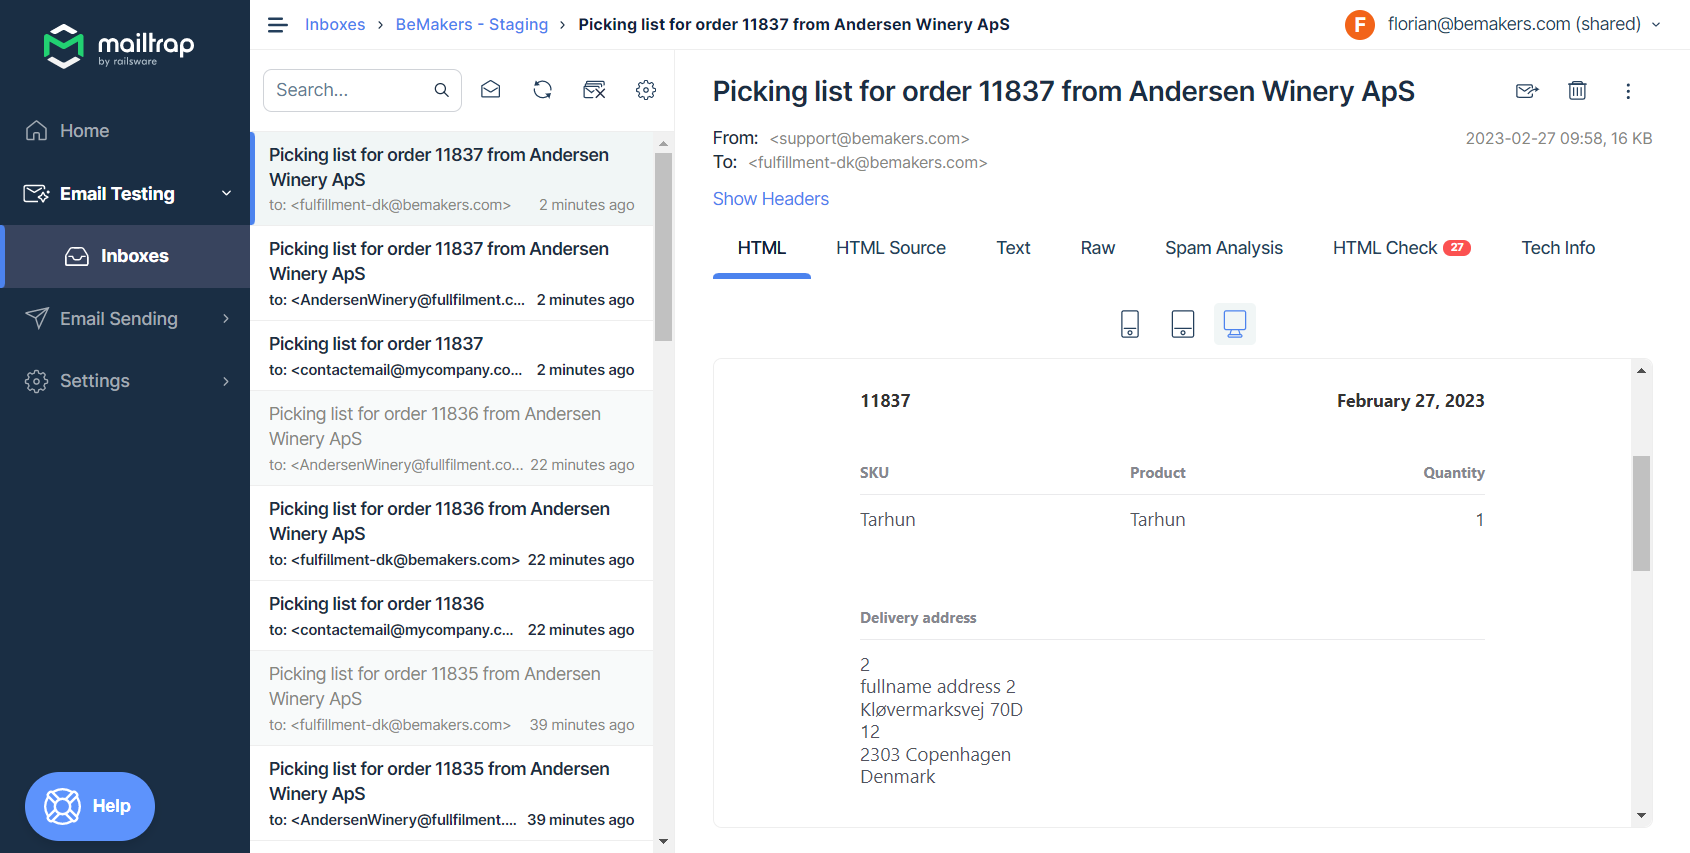 mailtrap
by railsware
Home
Email Testing
Inboxes
Email Sending
Settings
Help
Inboxes › BeMakers - Staging › Picking list for order 11837 from Andersen Winery ApS
F florian@bemakers.com (shared)
Search...
Picking list for order 11837 from Andersen
Winery ApS
to: <fulfillment-dk@bemakers.com> 2 minutes ago
Picking list for order 11837 from Andersen
Winery ApS
to: <AndersenWinery@fullfilment.c... 2 minutes ago
Picking list for order 11837
to: <contactemail@mycompany.co... 2 minutes ago
Picking list for order 11836 from Andersen
Winery ApS
to: <AndersenWinery@fullfilment.co... 22 minutes ago
Picking list for order 11836 from Andersen
Winery ApS
to: <fulfillment-dk@bemakers.com> 22 minutes ago
Picking list for order 11836
to: <contactemail@mycompany.c... 22 minutes ago
Picking list for order 11835 from Andersen
Winery ApS
to: <fulfillment-dk@bemakers.com> 39 minutes ago
Picking list for order 11835 from Andersen
Winery ApS
to: <AndersenWinery@fullfilment.... 39 minutes ago
Picking list for order 11837 from Andersen Winery ApS
From: <support@bemakers.com> 2023-02-27 09:58, 16 KB
To: <fulfillment-dk@bemakers.com>
Show Headers
HTML HTML Source Text Raw Spam Analysis HTML Check 27 Tech Info
11837 February 27, 2023
SKU Product Quantity
Tarhun Tarhun 1
Delivery address
2
fullname address 2
Kløvermarksvej 70D
12
2303 Copenhagen
Denmark